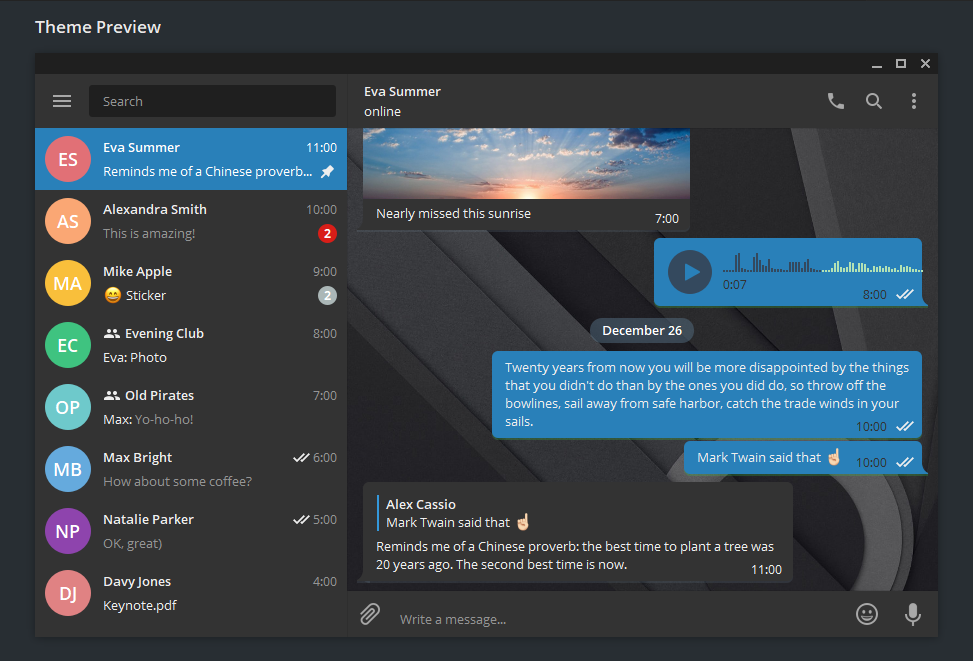 Theme Preview
Search
ES
Eva Summer 11:00
Reminds me of a Chinese proverb...
AS
Alexandra Smith 10:00
This is amazing! 2
MA
Mike Apple 9:00
😄 Sticker 2
EC
Evening Club 8:00
Eva: Photo
OP
Old Pirates 7:00
Max: Yo-ho-ho!
MB
Max Bright 6:00
How about some coffee?
NP
Natalie Parker 5:00
OK, great)
DJ
Davy Jones 4:00
Keynote.pdf
Eva Summer
online
Nearly missed this sunrise 7:00
0:07 8:00
December 26
Twenty years from now you will be more disappointed by the things
that you didn't do than by the ones you did do, so throw off the
bowlines, sail away from safe harbor, catch the trade winds in your
sails. 10:00
Mark Twain said that ☝🏻 10:00
Alex Cassio
Mark Twain said that ☝🏻
Reminds me of a Chinese proverb: the best time to plant a tree was
20 years ago. The second best time is now. 11:00
Write a message...